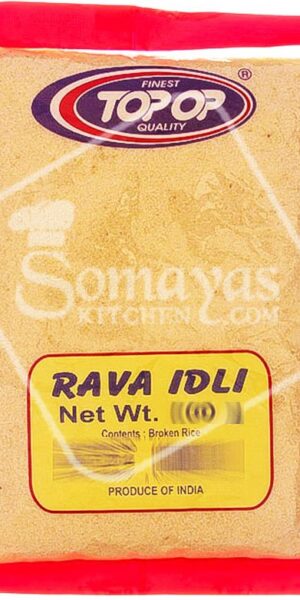 FINEST
TOPOP
®
QUALITY
Somayas
KITCHEN.COM
RAVA IDLI
Net Wt.
Contents : Broken Rice
PRODUCE OF INDIA